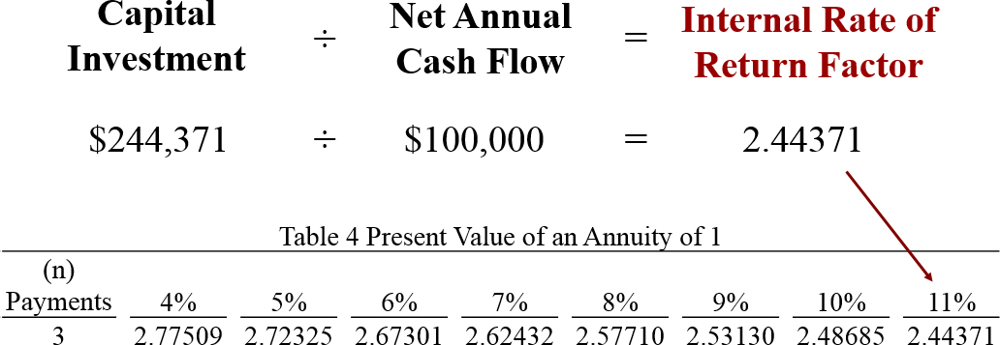 Capital Investment ÷ Net Annual Cash Flow = Internal Rate of Return Factor
$244,371 ÷ $100,000 = 2.44371
Table 4 Present Value of an Annuity of 1
(n)
Payments 4% 5% 6% 7% 8% 9% 10% 11%
3 2.77509 2.72325 2.67301 2.62432 2.57710 2.53130 2.48685 2.44371